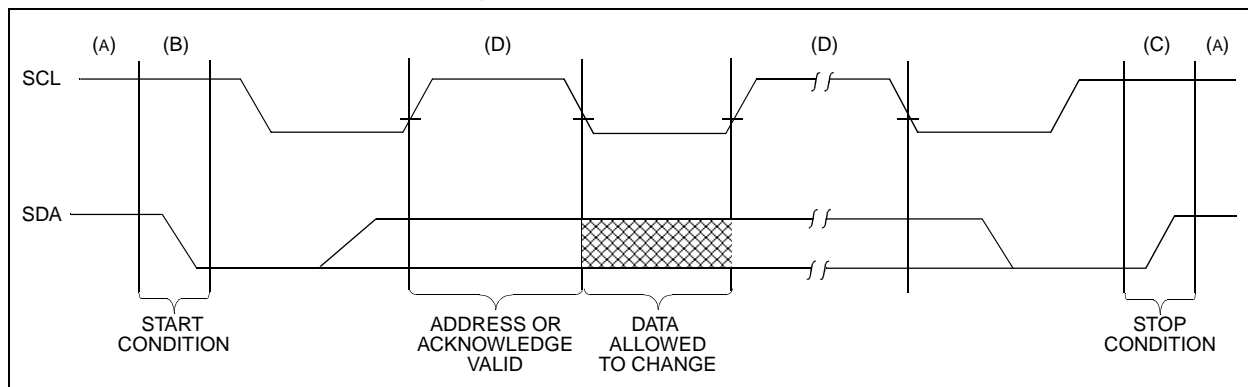 (A) (B) (D) (D) (C) (A)
SCL
SDA
START
CONDITION
ADDRESS OR
ACKNOWLEDGE
VALID
DATA
ALLOWED
TO CHANGE
STOP
CONDITION